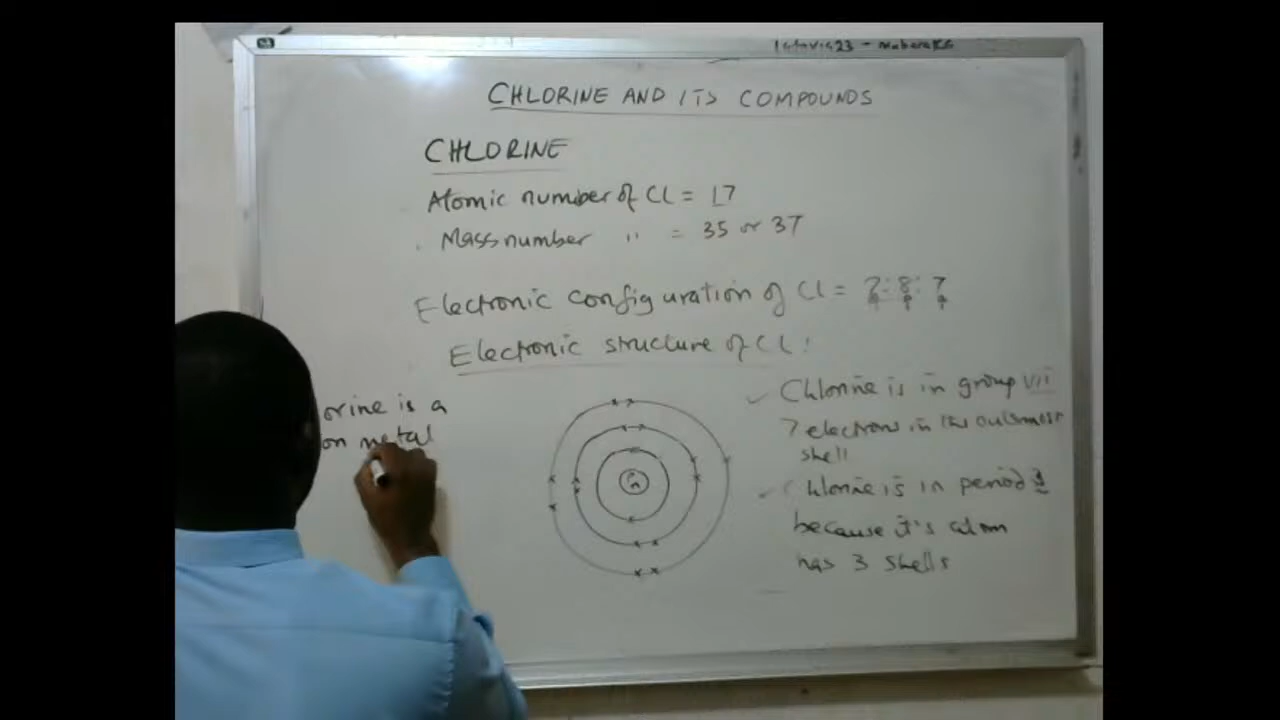 CHLORINE AND ITS COMPOUNDS
CHLORINE
Atomic number of Cl = 17
Mass number " = 35 or 37
Electronic configuration of Cl = 2:8:7
Electronic structure of Cl:
orine is a
on metal
Chlorine is in group VII
7 electrons in its outermost
shell
Chlorine is in period 3
because it's atom
has 3 shells